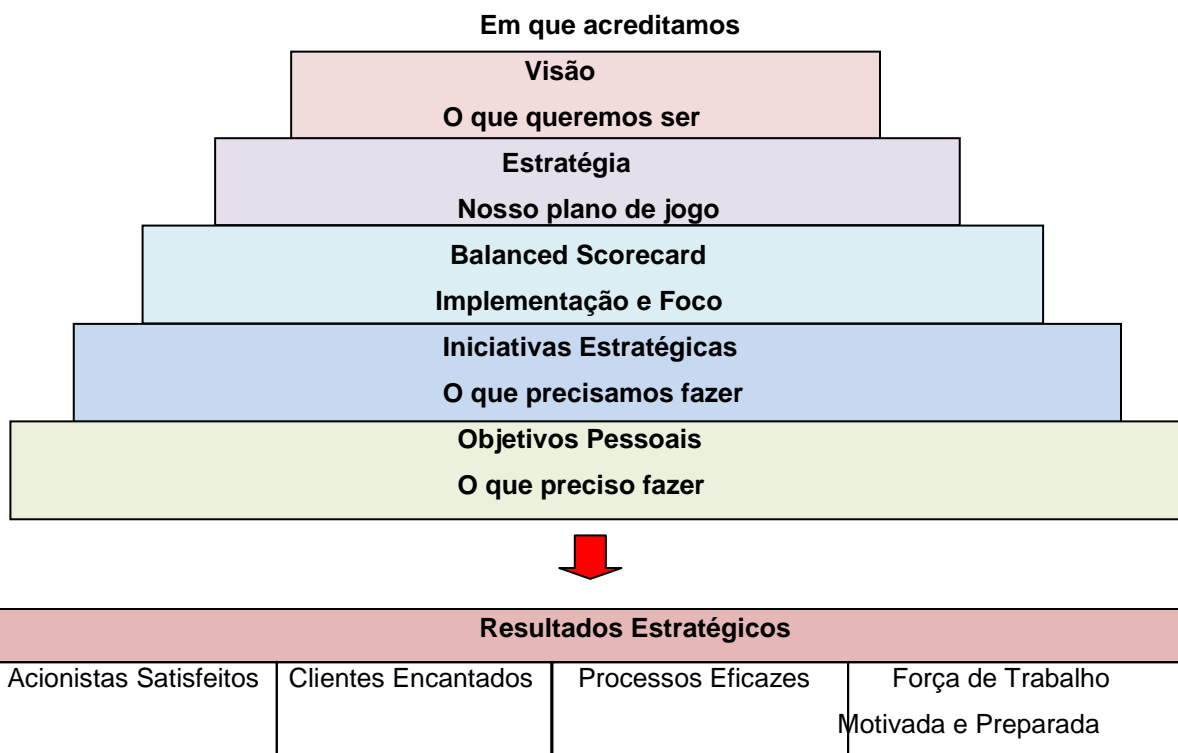 Em que acreditamos
Visão
O que queremos ser
Estratégia
Nosso plano de jogo
Balanced Scorecard
Implementação e Foco
Iniciativas Estratégicas
O que precisamos fazer
Objetivos Pessoais
O que preciso fazer
Resultados Estratégicos
Acionistas Satisfeitos
Clientes Encantados
Processos Eficazes
Força de Trabalho
Motivada e Preparada